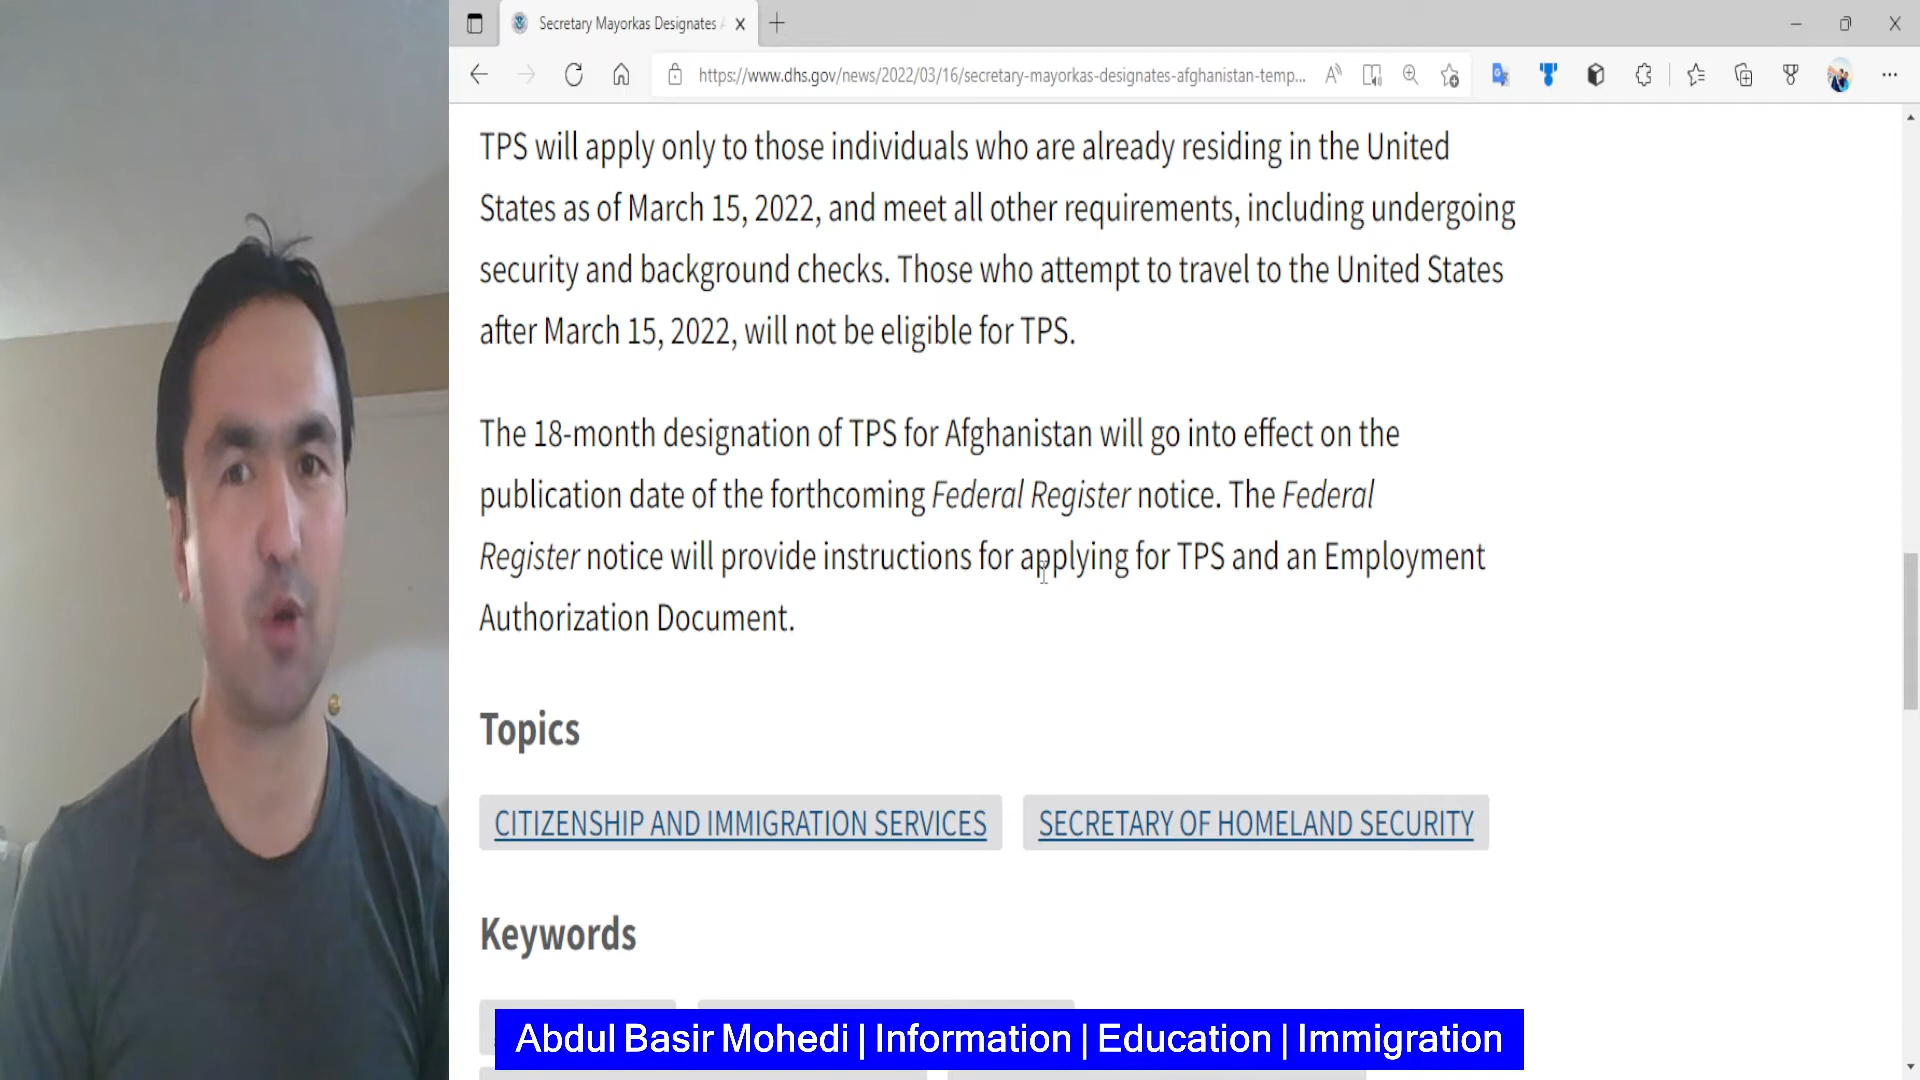 Secretary Mayorkas Designates
https://www.dhs.gov/news/2022/03/16/secretary-mayorkas-designates-afghanistan-temp...
TPS will apply only to those individuals who are already residing in the United
States as of March 15, 2022, and meet all other requirements, including undergoing
security and background checks. Those who attempt to travel to the United States
after March 15, 2022, will not be eligible for TPS.
The 18-month designation of TPS for Afghanistan will go into effect on the
publication date of the forthcoming Federal Register notice. The Federal
Register notice will provide instructions for applying for TPS and an Employment
Authorization Document.
Topics
CITIZENSHIP AND IMMIGRATION SERVICES
SECRETARY OF HOMELAND SECURITY
Keywords
Abdul Basir Mohedi | Information | Education | Immigration